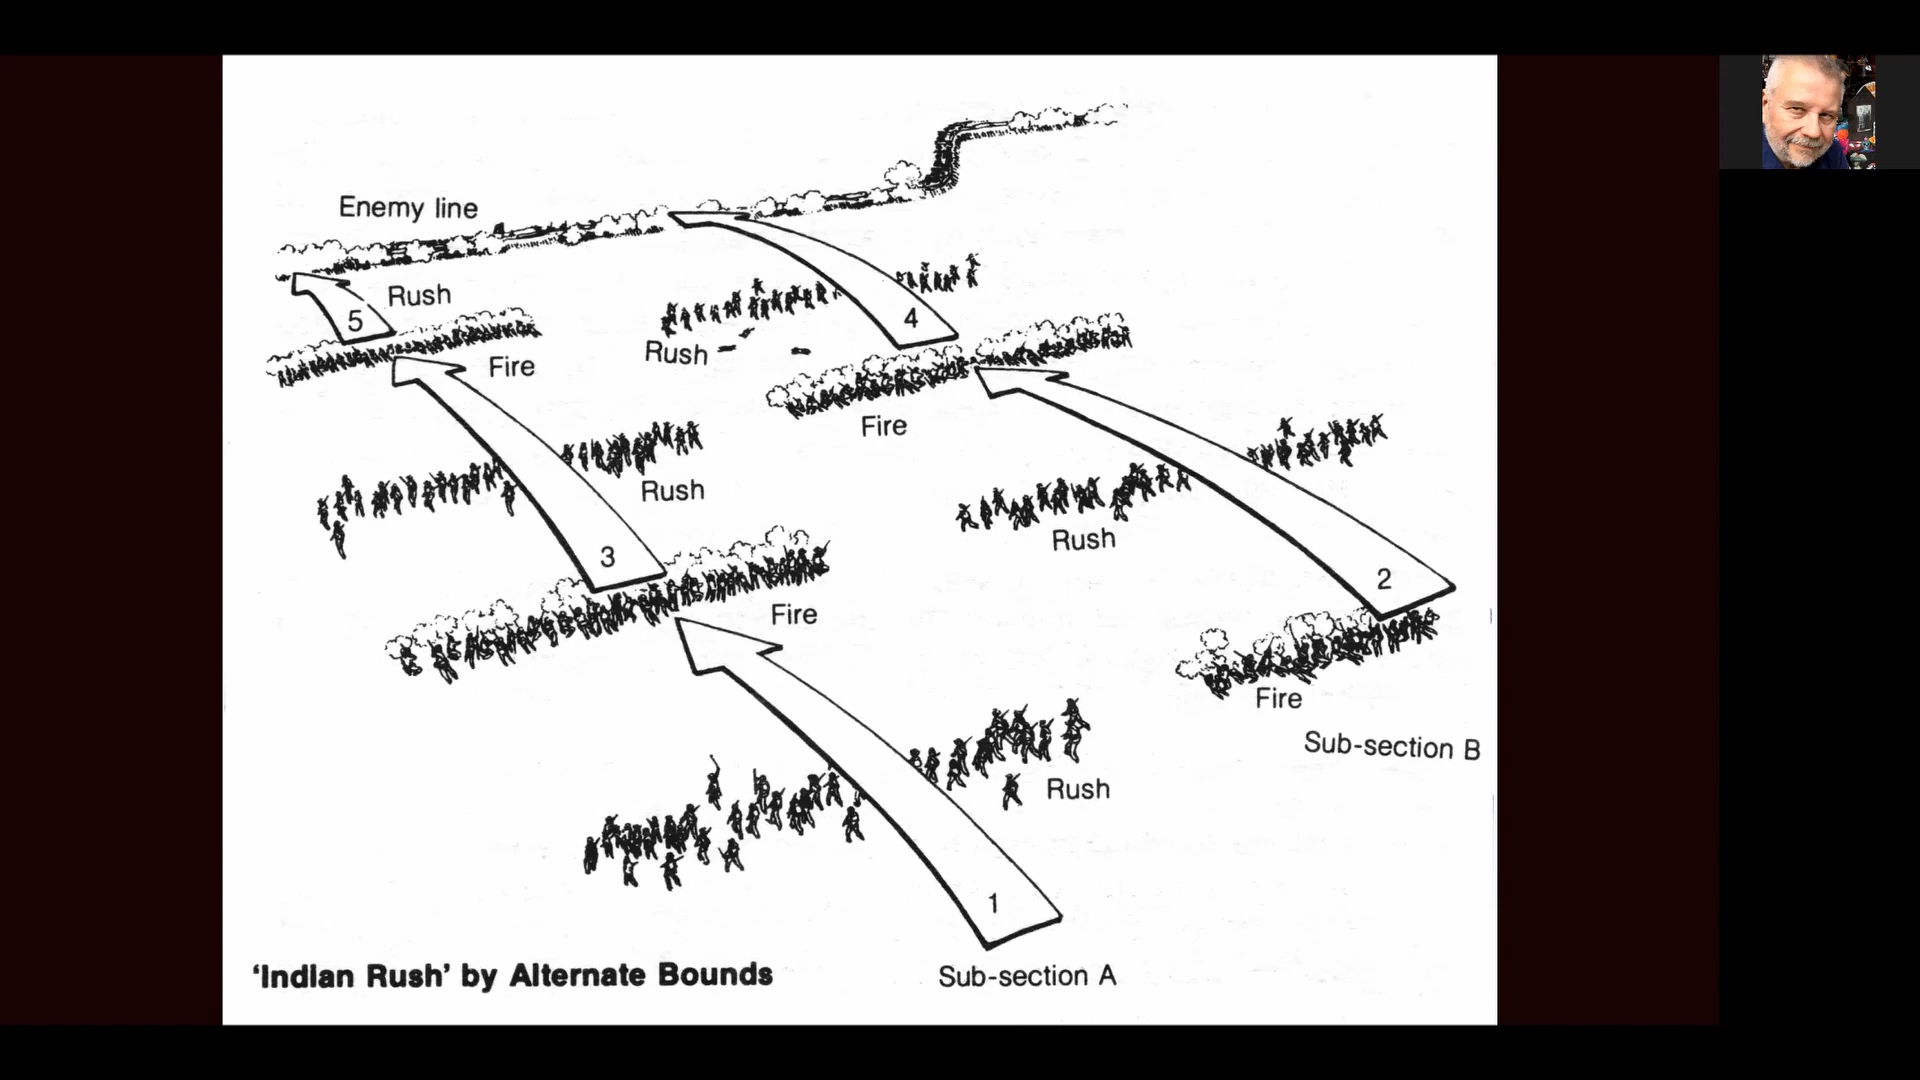 Enemy line
Rush
5
4
Rush
Fire
Fire
Rush
Rush
3
2
Fire
Fire
Sub-section B
Rush
1
'Indian Rush' by Alternate Bounds
Sub-section A